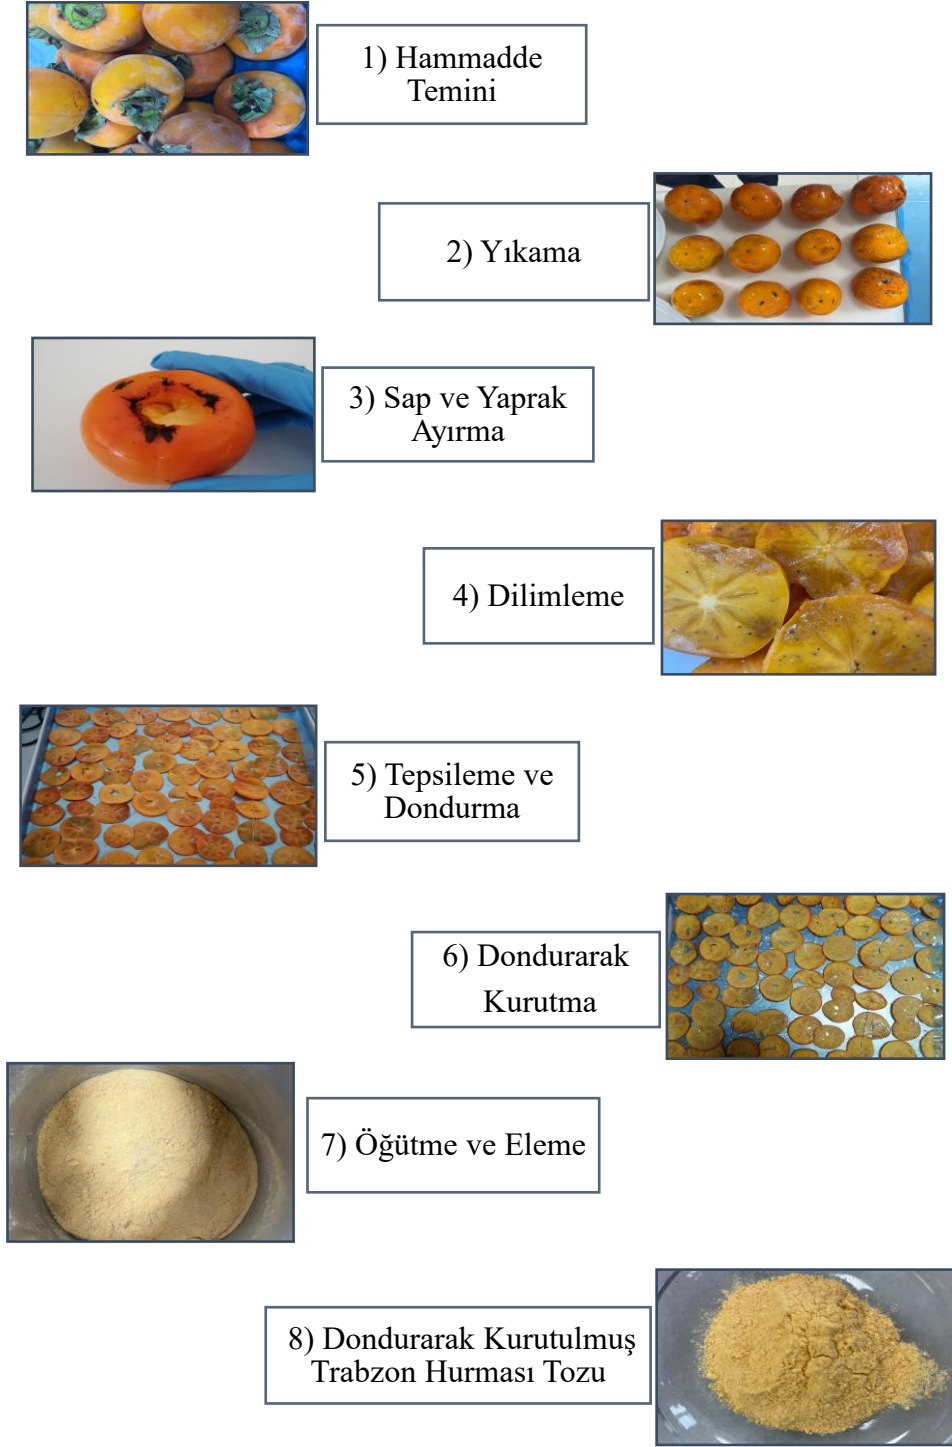 1) Hammadde
Temini
2) Yıkama
3) Sap ve Yaprak
Ayırma
4) Dilimleme
5) Tepsileme ve
Dondurma
6) Dondurarak
Kurutma
7) Öğütme ve Eleme
8) Dondurarak Kurutulmuş
Trabzon Hurması Tozu